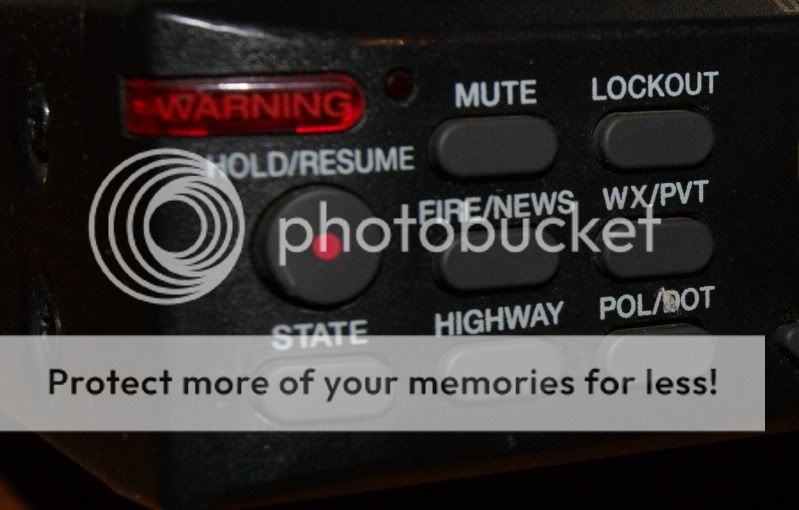 WARNING
MUTE
LOCKOUT
HOLD/RESUME
FIRE/NEWS
WX/PVT
photobucket
STATE
HIGHWAY
POL/DOT
Protect more of your memories for less!